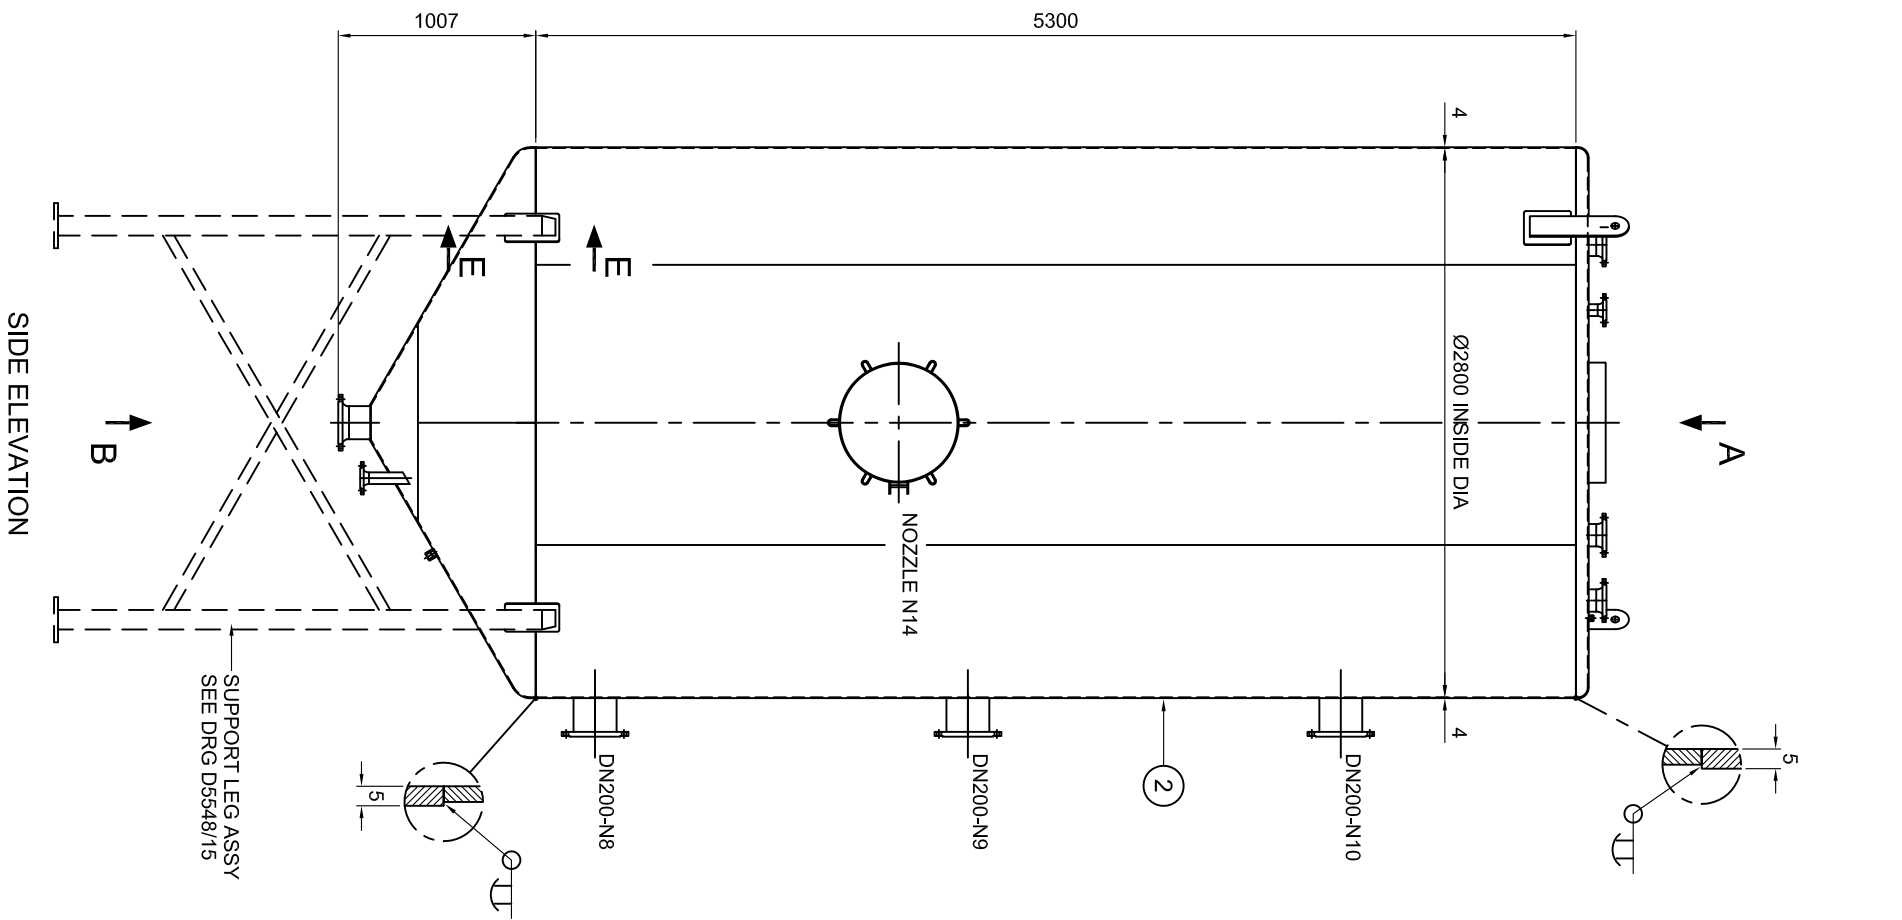 1007
5300
4
Ø2800 INSIDE DIA
4
E
E
A
B
NOZZLE N14
SIDE ELEVATION
SUPPORT LEG ASSY
SEE DRG D5548/15
DN200-N8
DN200-N9
DN200-N10
2
5
5